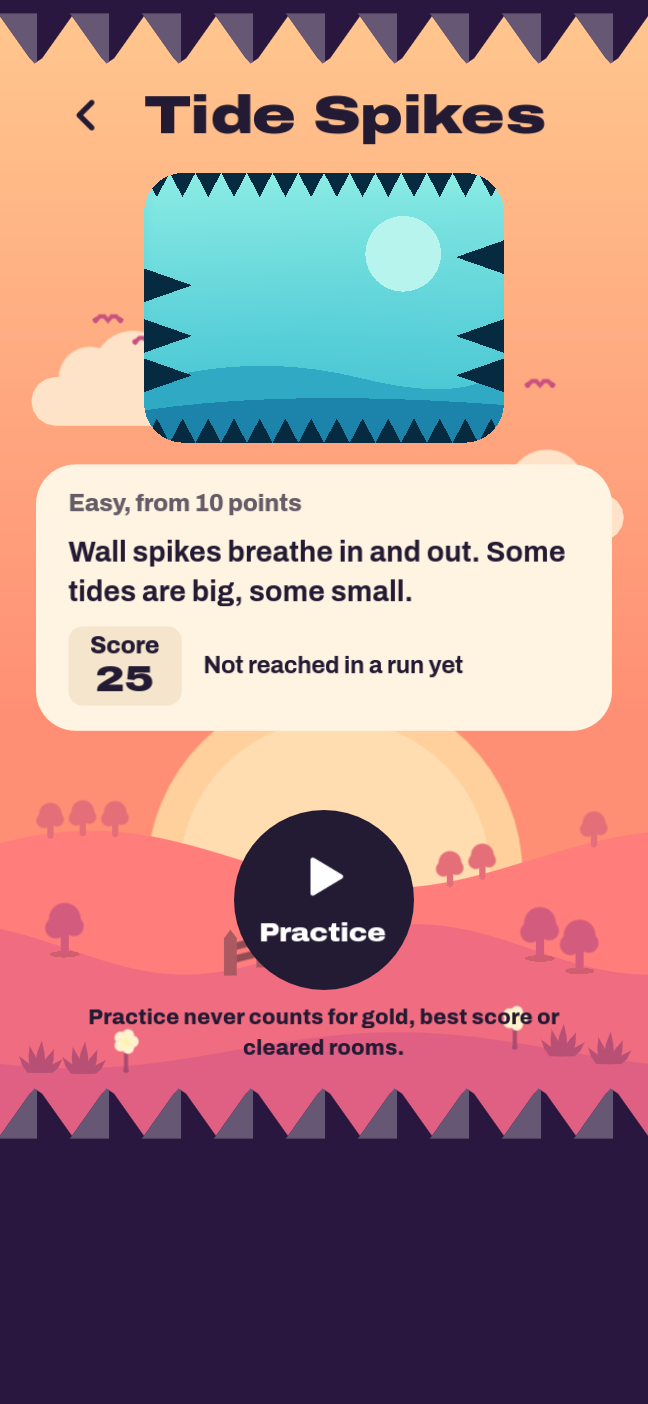 Tide Spikes
Easy, from 10 points
Wall spikes breathe in and out. Some
tides are big, some small.
Score
25
Not reached in a run yet
Practice
Practice never counts for gold, best score or
cleared rooms.